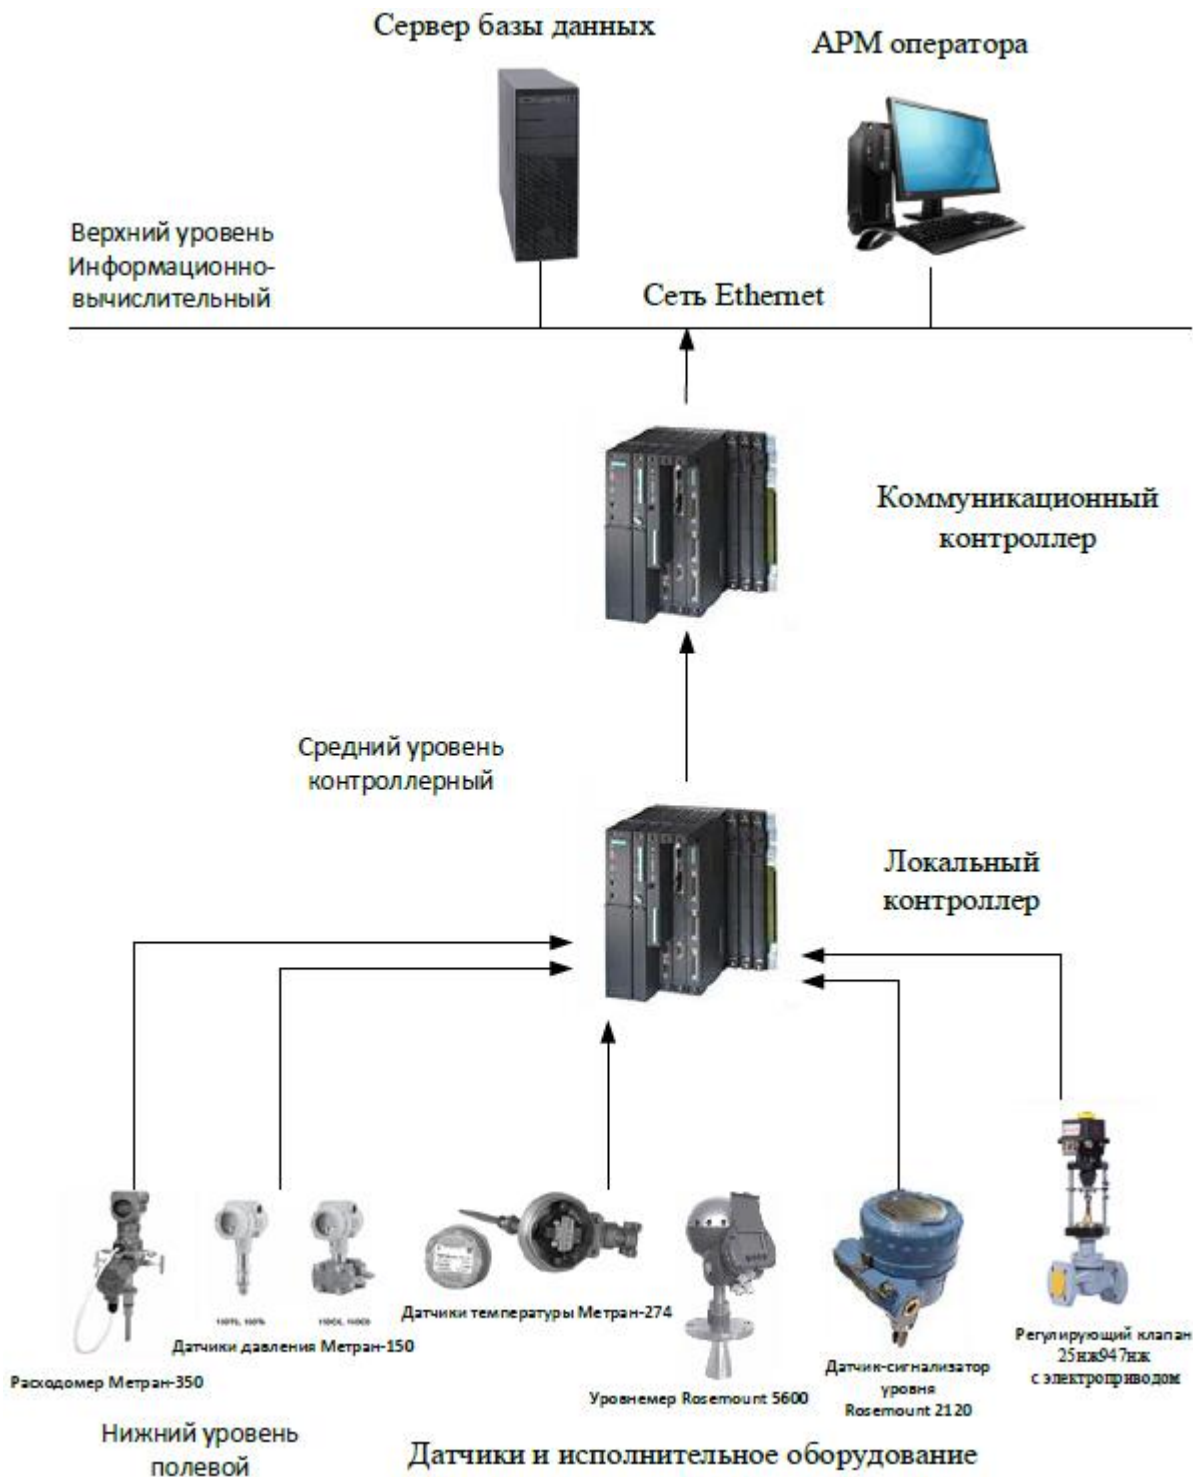 Сервер базы данных
АРМ оператора
Верхний уровень
Информационно-
вычислительный
Сеть Ethernet
Коммуникационный
контроллер
Средний уровень
контроллерный
Локальный
контроллер
Датчики температуры Метран-274
Датчики давления Метран-150
Расходомер Метран-350
Уровнемер Rosemount 5600
Датчик-сигнализатор
уровня
Rosemount 2120
Регулирующий клапан
25нж947нж
с электроприводом
Нижний уровень
полевой
Датчики и исполнительное оборудование